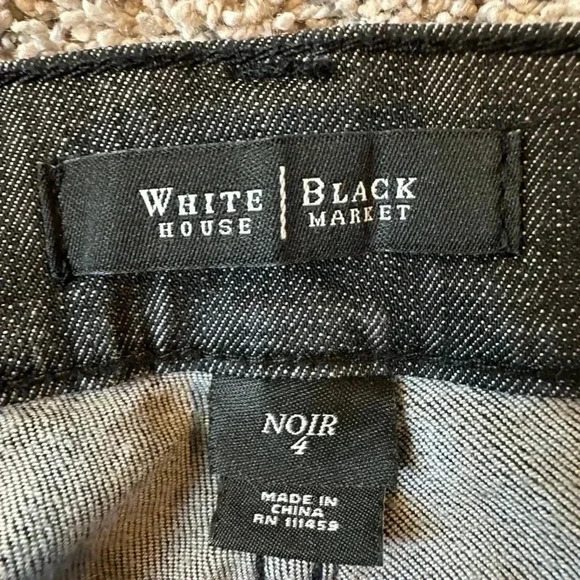 WHITE | BLACK
HOUSE | MARKET
NOIR
4
MADE IN
CHINA
RN 111459